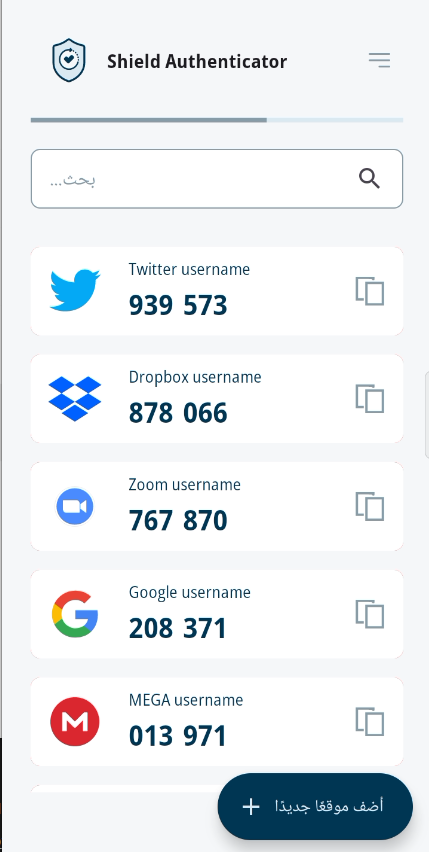 Shield Authenticator
بحث...
Twitter username
939 573
Dropbox username
878 066
Zoom username
767 870
Google username
208 371
MEGA username
013 971
أضف موقعًا جديدًا +